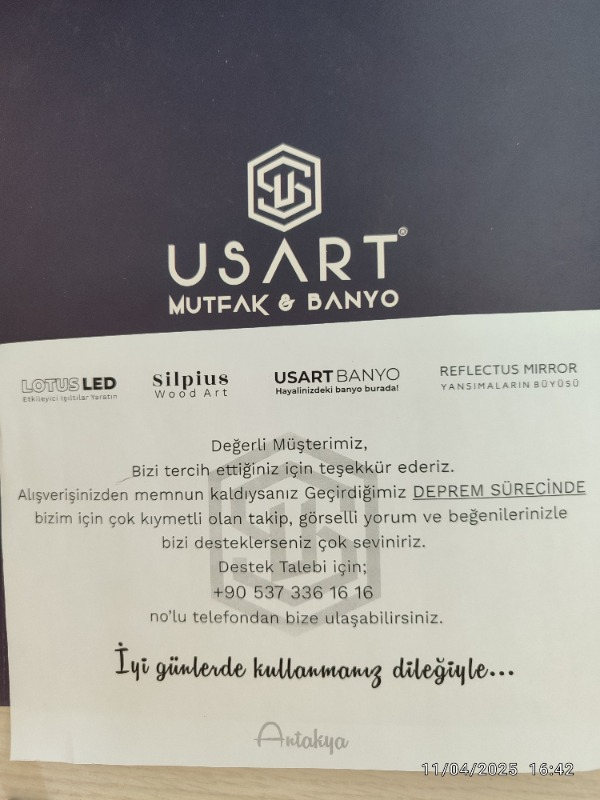 USART®
MUTFAK & BANYO
LOTUS LED
Etkileyici Işıltılar Yaratın
Silpius
Wood Art
USART BANYO
Hayalinizdeki banyo burada!
REFLECTUS MIRROR
YANSIMALARIN BÜYÜSÜ
Değerli Müşterimiz,
Bizi tercih ettiğiniz için teşekkür ederiz.
Alışverişinizden memnun kaldıysanız Geçirdiğimiz DEPREM SÜRECİNDE
bizim için çok kıymetli olan takip, görselli yorum ve beğenilerinizle
bizi desteklerseniz çok seviniriz.
Destek Talebi için;
+90 537 336 16 16
no'lu telefondan bize ulaşabilirsiniz.
İyi günlerde kullanmanız dileğiyle...
Antakya
11/04/2025 16:42